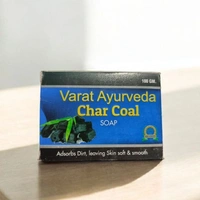 100 GM.
Varat Ayurveda
Char Coal
SOAP
Adsorbs Dirt, leaving Skin soft & smooth